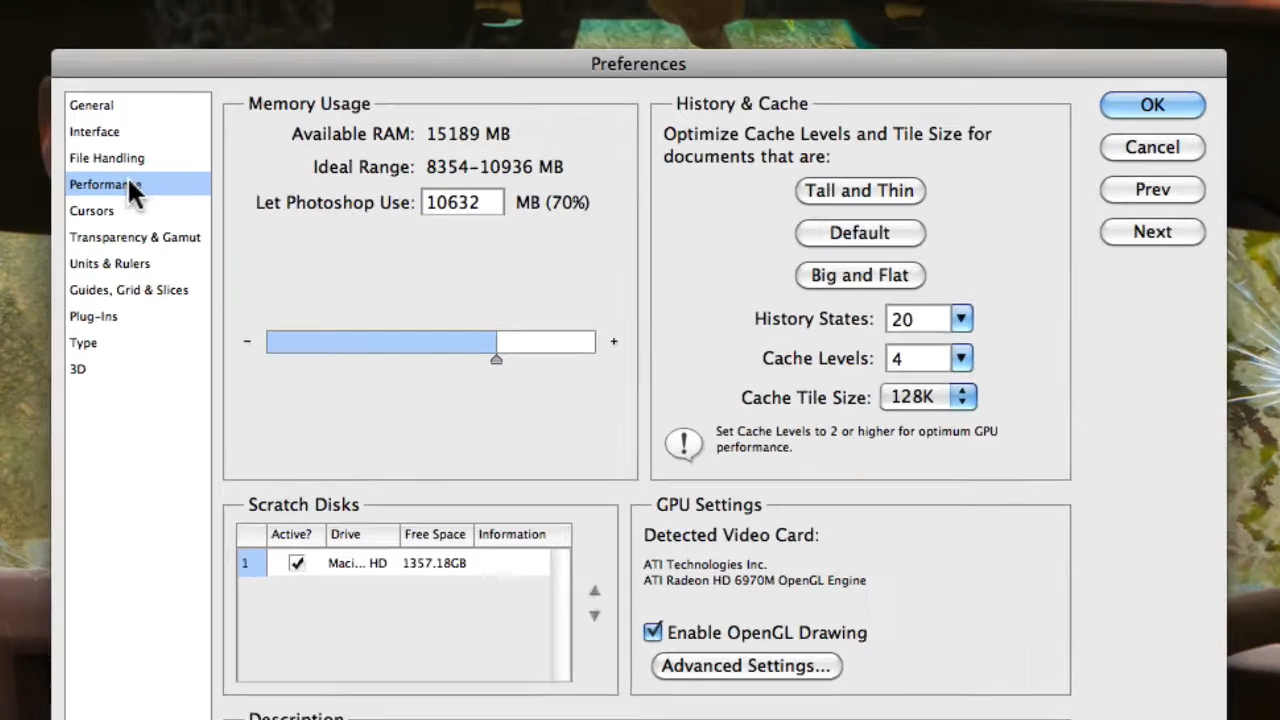 Preferences
General
Interface
File Handling
Performance
Cursors
Transparency & Gamut
Units & Rulers
Guides, Grid & Slices
Plug-Ins
Type
3D
Memory Usage
Available RAM: 15189 MB
Ideal Range: 8354-10936 MB
Let Photoshop Use: 10632 MB (70%)
- +
History & Cache
Optimize Cache Levels and Tile Size for
documents that are:
Tall and Thin
Default
Big and Flat
History States: 20
Cache Levels: 4
Cache Tile Size: 128K
! Set Cache Levels to 2 or higher for optimum GPU
performance.
OK
Cancel
Prev
Next
Scratch Disks
Active? Drive Free Space Information
1 Maci... HD 1357.18GB
GPU Settings
Detected Video Card:
ATI Technologies Inc.
ATI Radeon HD 6970M OpenGL Engine
Enable OpenGL Drawing
Advanced Settings...
Description